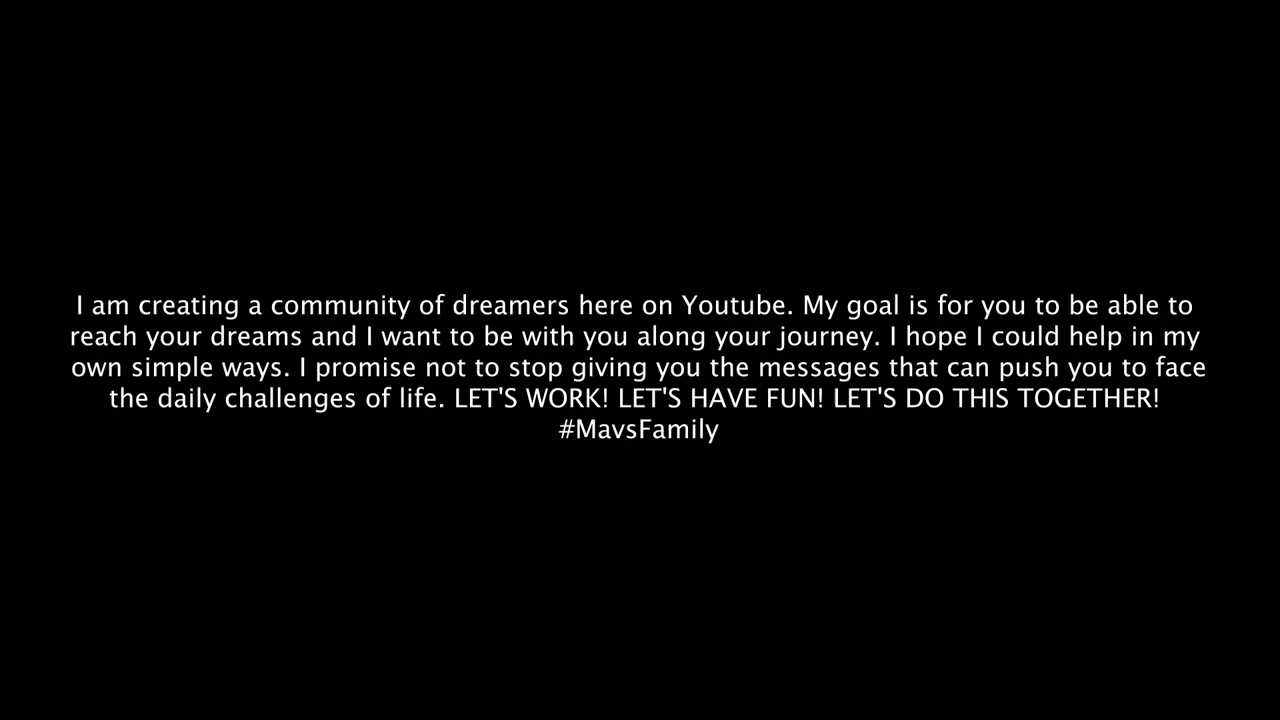 I am creating a community of dreamers here on Youtube. My goal is for you to be able to
reach your dreams and I want to be with you along your journey. I hope I could help in my
own simple ways. I promise not to stop giving you the messages that can push you to face
the daily challenges of life. LET'S WORK! LET'S HAVE FUN! LET'S DO THIS TOGETHER!
#MavsFamily